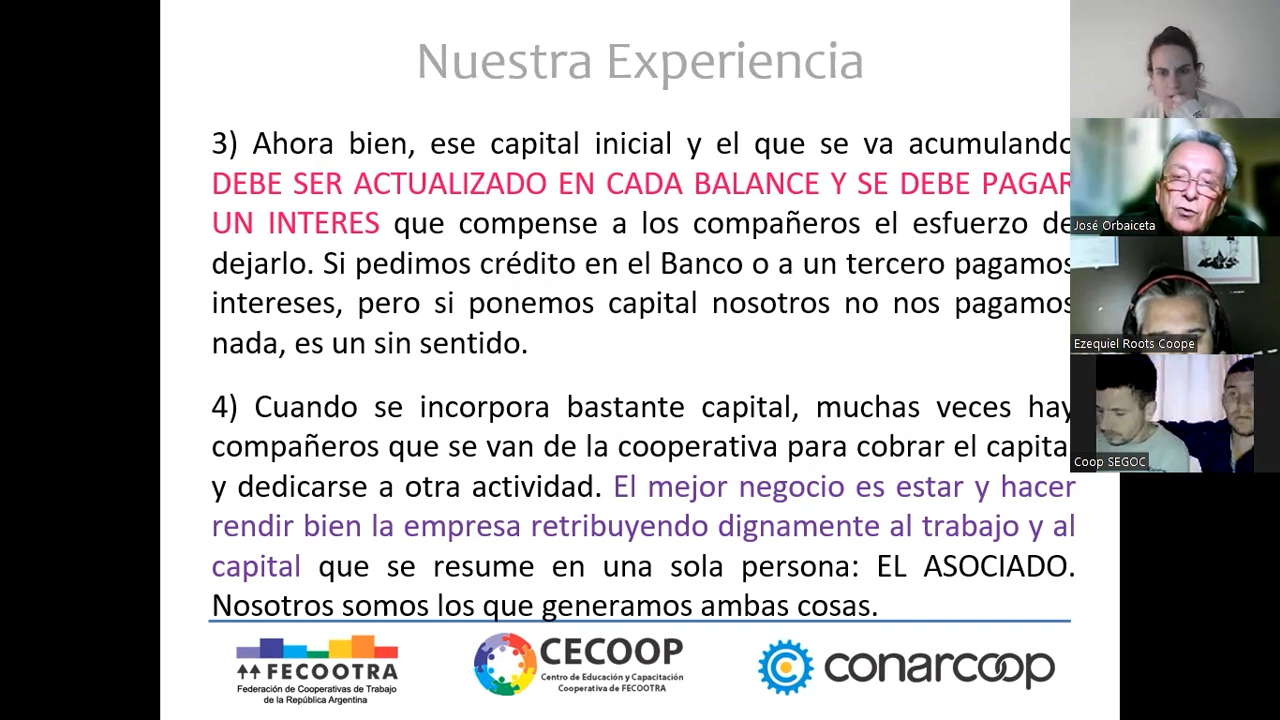 Nuestra Experiencia
3) Ahora bien, ese capital inicial y el que se va acumulando
DEBE SER ACTUALIZADO EN CADA BALANCE Y SE DEBE PAGAR
UN INTERES que compense a los compañeros el esfuerzo de
dejarlo. Si pedimos crédito en el Banco o a un tercero pagamos
intereses, pero si ponemos capital nosotros no nos pagamos
nada, es un sin sentido.
4) Cuando se incorpora bastante capital, muchas veces hay
compañeros que se van de la cooperativa para cobrar el capital
y dedicarse a otra actividad. El mejor negocio es estar y hacer
rendir bien la empresa retribuyendo dignamente al trabajo y al
capital que se resume en una sola persona: EL ASOCIADO.
Nosotros somos los que generamos ambas cosas.
FECOOTRA
Federación de Cooperativas de Trabajo
de la República Argentina
CECOOP
Centro de Educación y Capacitación
Cooperativa de FECOOTRA
conarcoop
José Orbaiceta
Ezequiel Roots Coope
Coop SEGOC